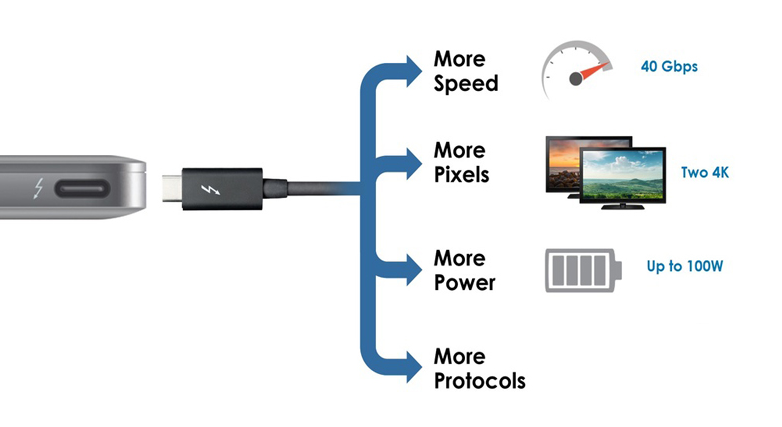 More
Speed
40 Gbps
More
Pixels
Two 4K
More
Power
Up to 100W
More
Protocols